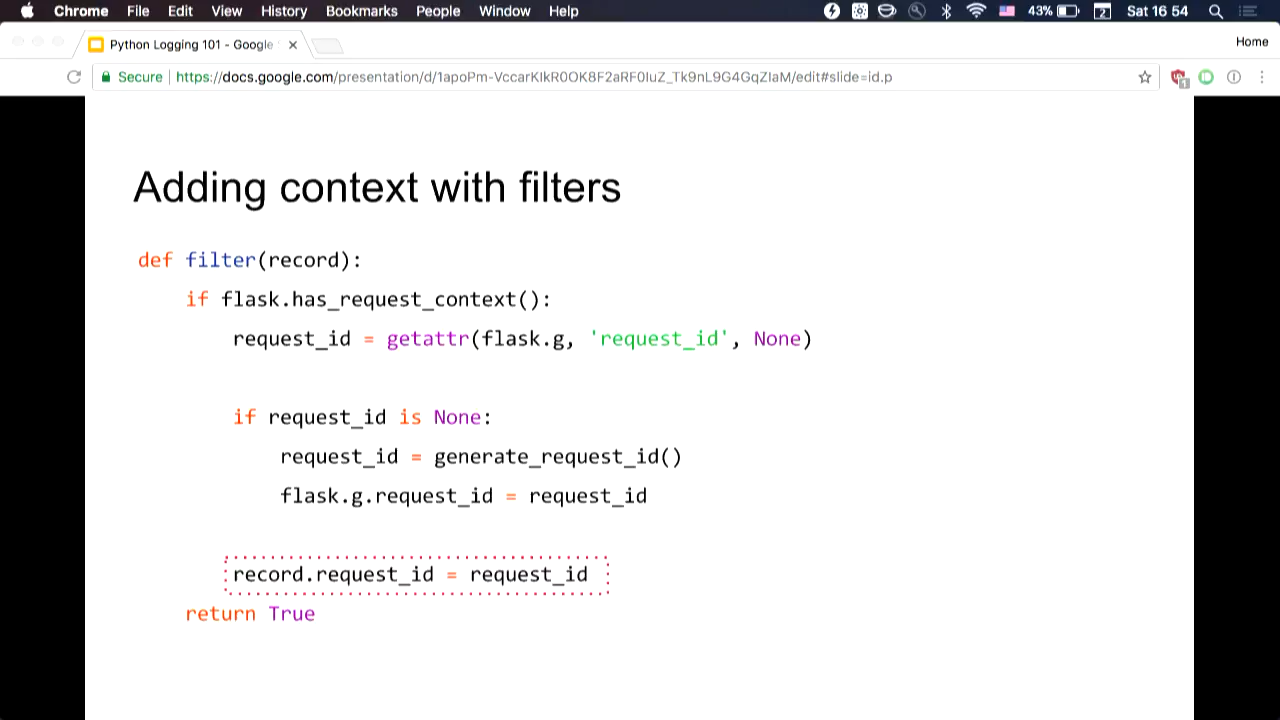 Chrome File Edit View History Bookmarks People Window Help 43% 2 Sat 16 54
Python Logging 101 - Google
Home
Secure https://docs.google.com/presentation/d/1apoPm-VccarKIkR0OK8F2aRF0IuZ_Tk9nL9G4GqZIaM/edit#slide=id.p
1
Adding context with filters
def filter(record):
if flask.has_request_context():
request_id = getattr(flask.g, 'request_id', None)
if request_id is None:
request_id = generate_request_id()
flask.g.request_id = request_id
record.request_id = request_id
return True